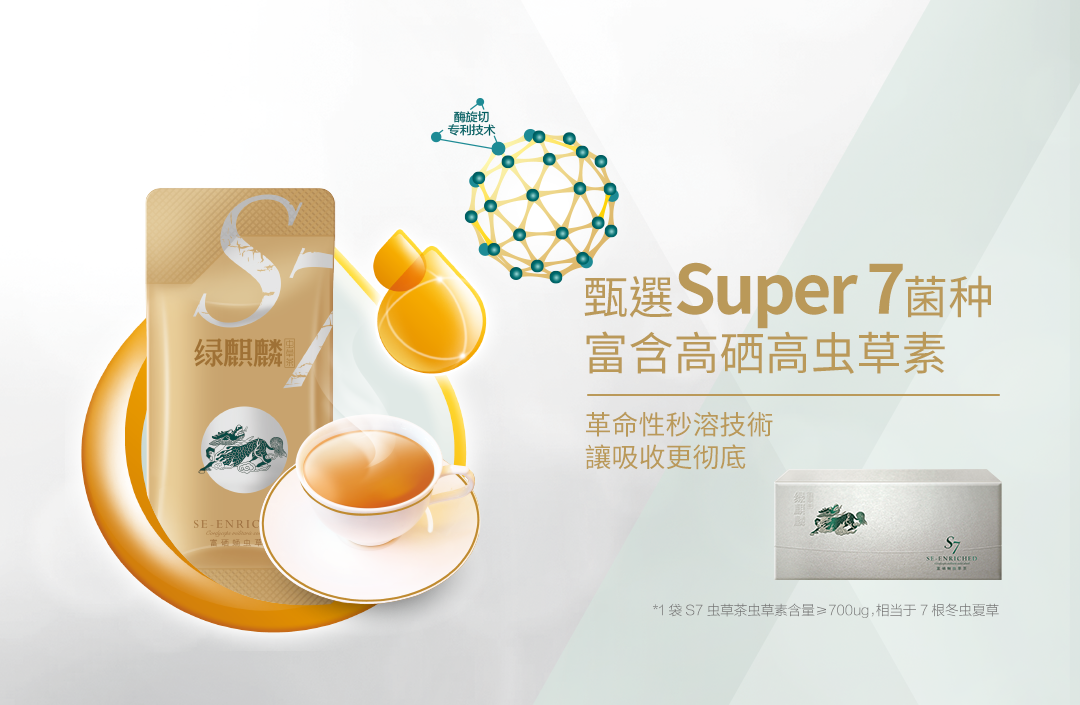 酶旋切
专利技术
S7
绿麒麟
SE-ENRIC
甄選Super 7菌种
富含高硒高虫草素
革命性秒溶技術
讓吸收更彻底
绿麒麟
S7
SE-ENRICHED
*1 袋 S7 虫草茶虫草素含量≥700ug,相当于 7 根冬虫夏草